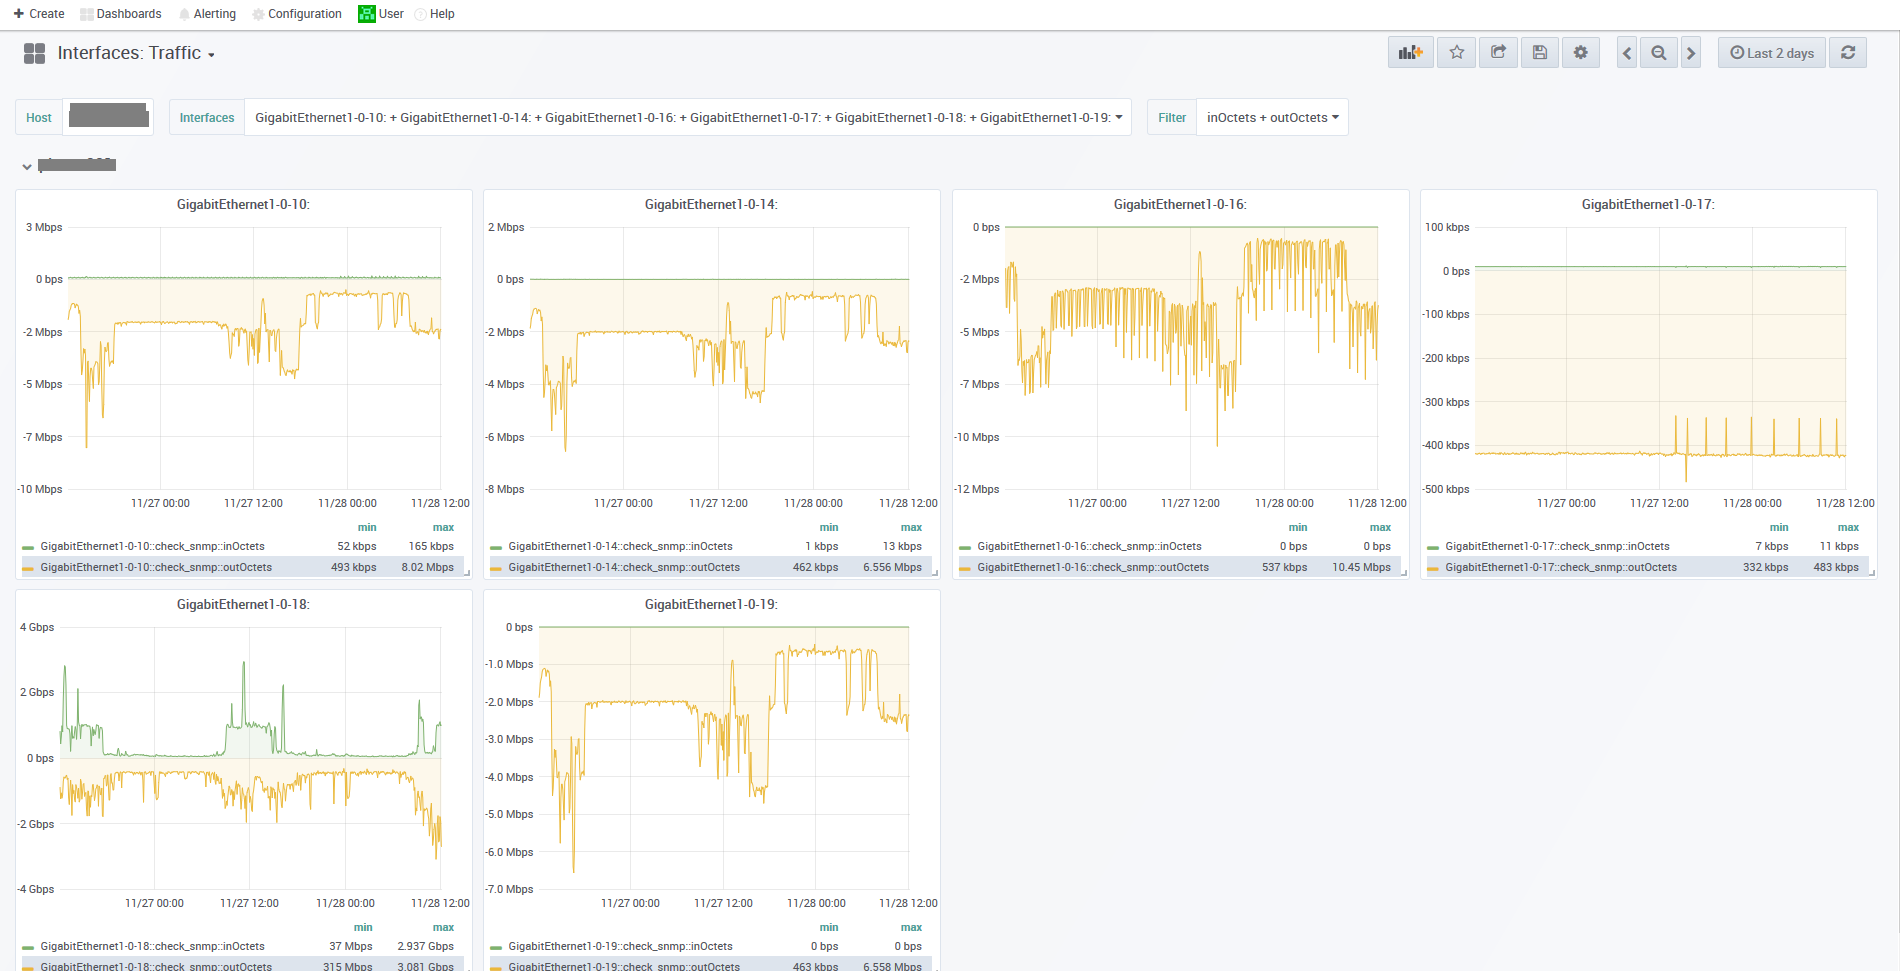 Create Dashboards Alerting Configuration User Help
Interfaces: Traffic
Last 2 days
Host
Interfaces GigabitEthernet1-0-10: + GigabitEthernet1-0-14: + GigabitEthernet1-0-16: + GigabitEthernet1-0-17: + GigabitEthernet1-0-18: + GigabitEthernet1-0-19:
Filter inOctets + outOctets
GigabitEthernet1-0-10:
3 Mbps
0 bps
-2 Mbps
-5 Mbps
-7 Mbps
-10 Mbps
11/27 00:00 11/27 12:00 11/28 00:00 11/28 12:00
min max
GigabitEthernet1-0-10::check_snmp::inOctets 52 kbps 165 kbps
GigabitEthernet1-0-10::check_snmp::outOctets 493 kbps 8.02 Mbps
GigabitEthernet1-0-14:
2 Mbps
0 bps
-2 Mbps
-4 Mbps
-6 Mbps
-8 Mbps
11/27 00:00 11/27 12:00 11/28 00:00 11/28 12:00
min max
GigabitEthernet1-0-14::check_snmp::inOctets 1 kbps 13 kbps
GigabitEthernet1-0-14::check_snmp::outOctets 462 kbps 6.556 Mbps
GigabitEthernet1-0-16:
0 bps
-2 Mbps
-5 Mbps
-7 Mbps
-10 Mbps
-12 Mbps
11/27 00:00 11/27 12:00 11/28 00:00 11/28 12:00
min max
GigabitEthernet1-0-16::check_snmp::inOctets 0 bps 0 bps
GigabitEthernet1-0-16::check_snmp::outOctets 537 kbps 10.45 Mbps
GigabitEthernet1-0-17:
100 kbps
0 bps
-100 kbps
-200 kbps
-300 kbps
-400 kbps
-500 kbps
11/27 00:00 11/27 12:00 11/28 00:00 11/28 12:00
min max
GigabitEthernet1-0-17::check_snmp::inOctets 7 kbps 11 kbps
GigabitEthernet1-0-17::check_snmp::outOctets 332 kbps 483 kbps
GigabitEthernet1-0-18:
4 Gbps
2 Gbps
0 bps
-2 Gbps
-4 Gbps
11/27 00:00 11/27 12:00 11/28 00:00 11/28 12:00
min max
GigabitEthernet1-0-18::check_snmp::inOctets 37 Mbps 2.937 Gbps
GigabitEthernet1-0-18::check_snmp::outOctets 315 Mbps 3.081 Gbps
GigabitEthernet1-0-19:
0 bps
-1.0 Mbps
-2.0 Mbps
-3.0 Mbps
-4.0 Mbps
-5.0 Mbps
-6.0 Mbps
-7.0 Mbps
11/27 00:00 11/27 12:00 11/28 00:00 11/28 12:00
min max
GigabitEthernet1-0-19::check_snmp::inOctets 0 bps 0 bps
GigabitEthernet1-0-19::check_snmp::outOctets 463 kbps 6.558 Mbps